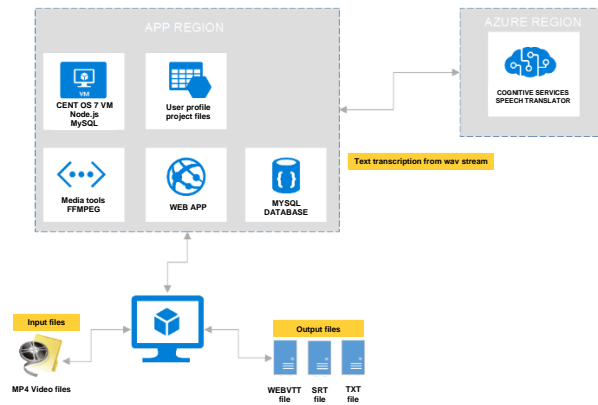 APP REGION
AZURE REGION
VM
CENT OS 7 VM
Node.js
MySQL
User profile
project files
COGNITIVE SERVICES
SPEECH TRANSLATOR
Text transcription from wav stream
Media tools
FFMPEG
WEB APP
MYSQL
DATABASE
Input files
Output files
MP4 Video files
WEBVTT
file
SRT
file
TXT
file